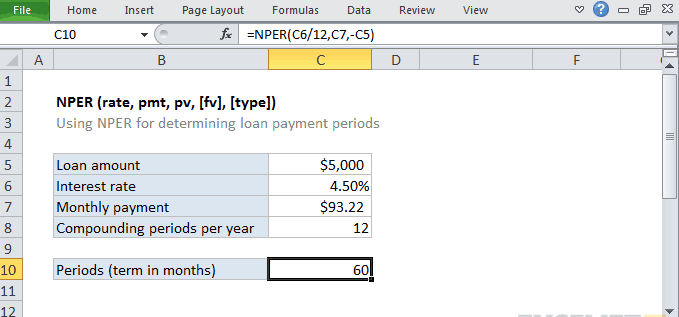 File Home Insert Page Layout Formulas Data Review View
C10 fx =NPER(C6/12,C7,-C5)
A B C D E F
1
2 NPER (rate, pmt, pv, [fv], [type])
3 Using NPER for determining loan payment periods
4
5 Loan amount $5,000
6 Interest rate 4.50%
7 Monthly payment $93.22
8 Compounding periods per year 12
9
10 Periods (term in months) 60
11
12